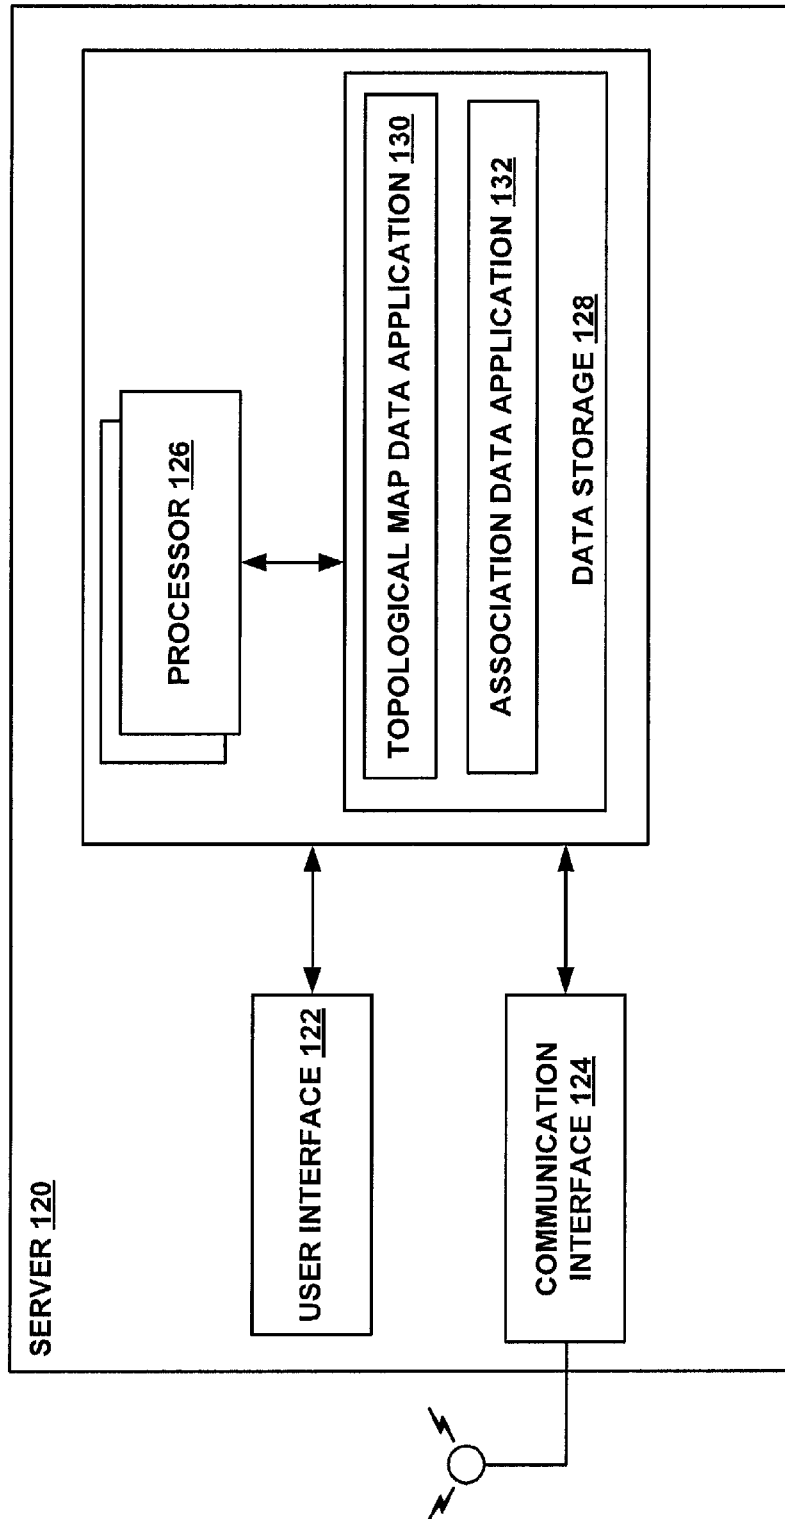 SERVER 120
USER INTERFACE 122
COMMUNICATION
INTERFACE 124
PROCESSOR 126
TOPOLOGICAL MAP DATA APPLICATION 130
ASSOCIATION DATA APPLICATION 132
DATA STORAGE 128